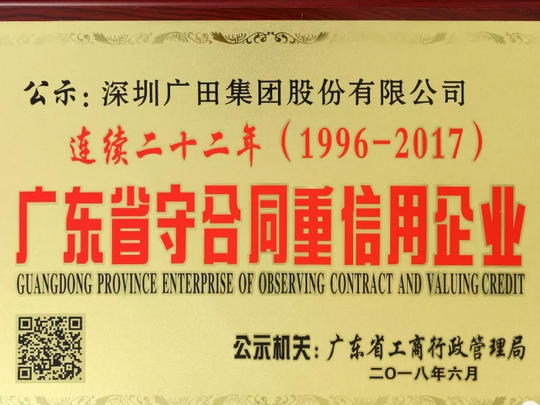 公示：深圳广田集团股份有限公司
连续二十二年（1996-2017）
广东省守合同重信用企业
GUANGDONG PROVINCE ENTERPRISE OF OBSERVING CONTRACT AND VALUING CREDIT
公示机关：广东省工商行政管理局
二〇一八年六月